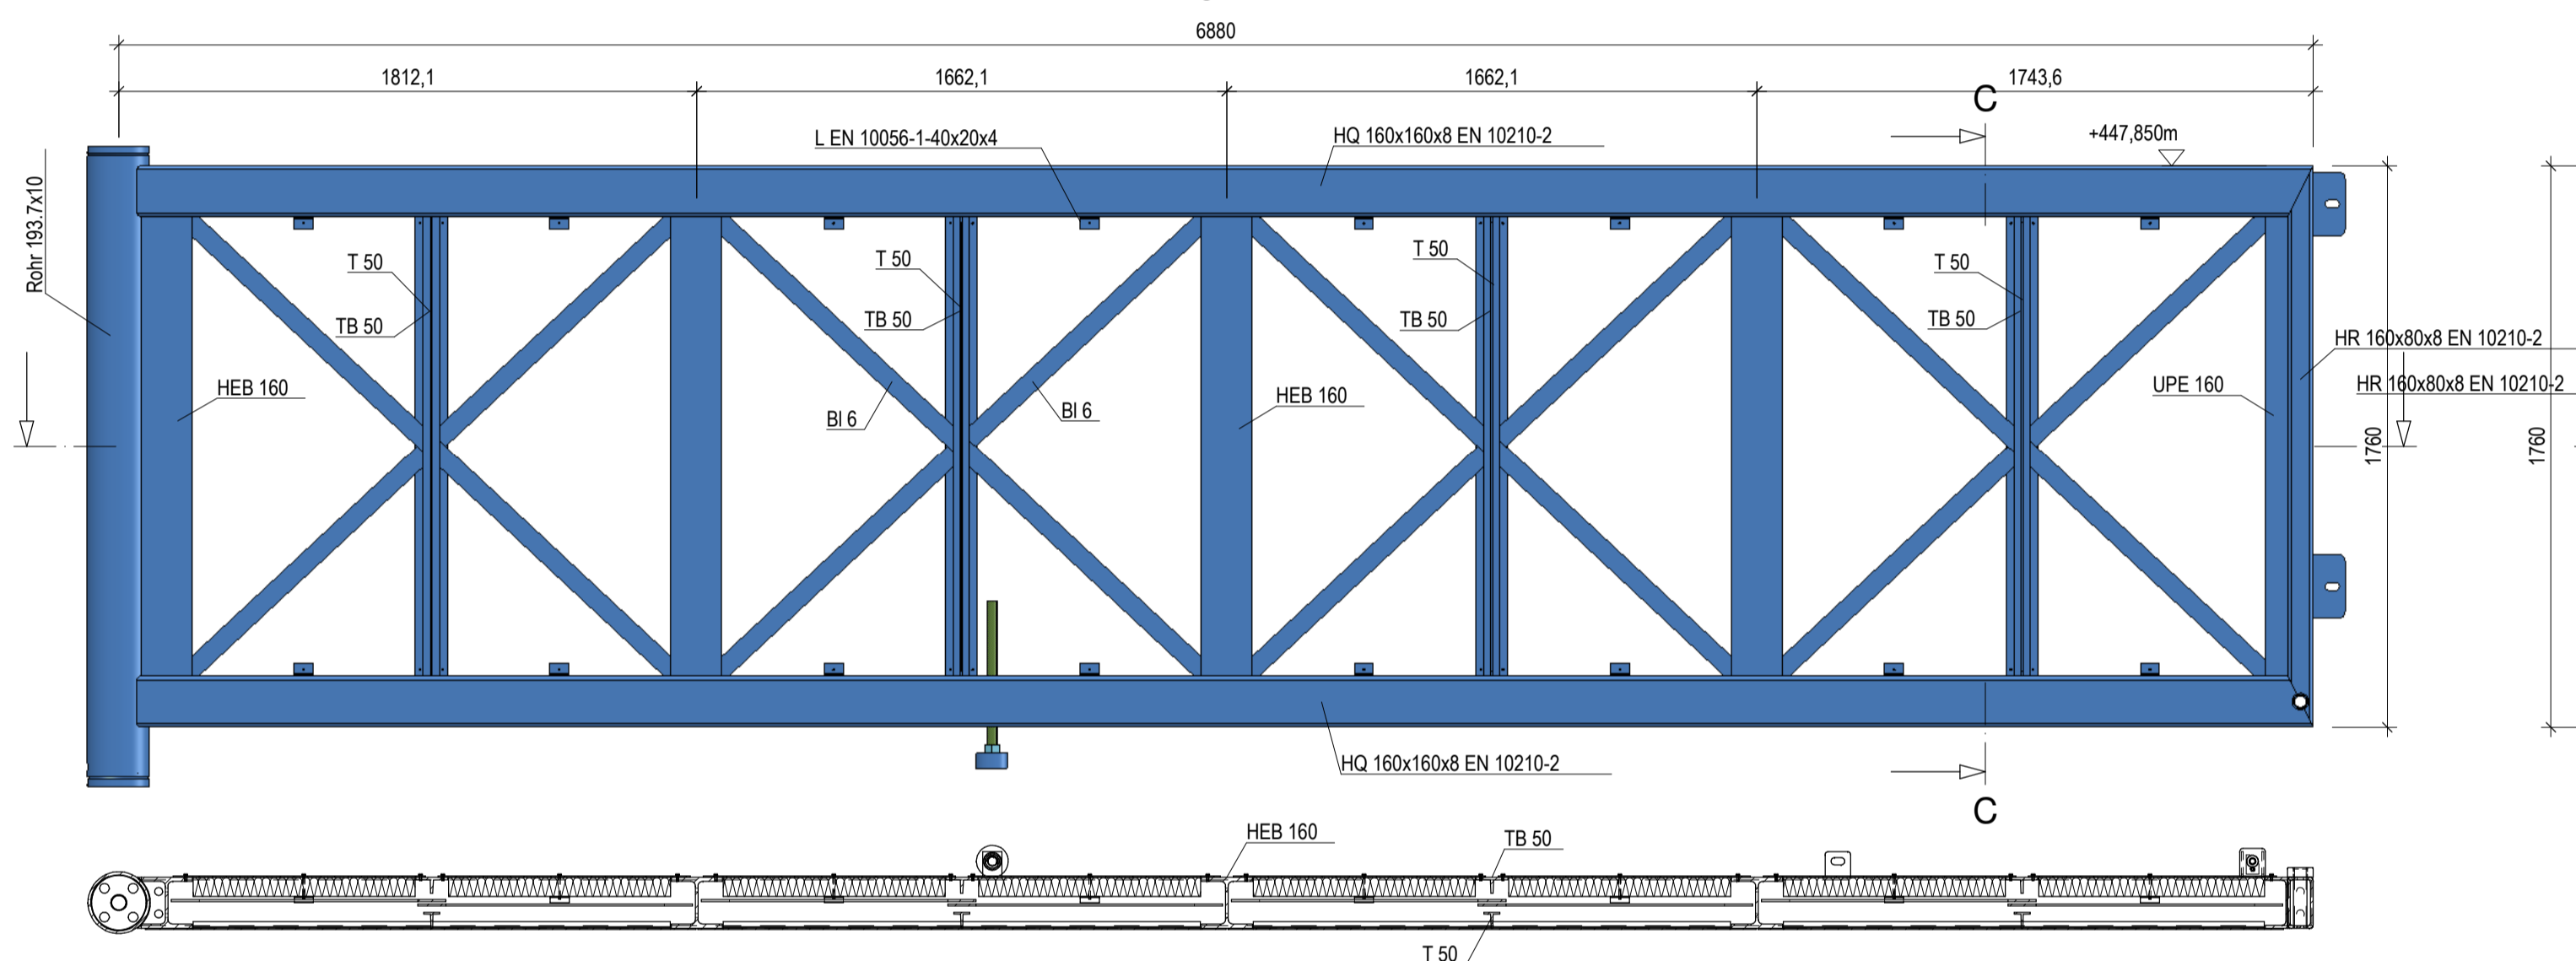 6880
1812,1
1662,1
1662,1
1743,6
C
L EN 10056-1-40x20x4
HQ 160x160x8 EN 10210-2
+447,850m
Rohr 193.7x10
T 50
T 50
T 50
T 50
TB 50
TB 50
TB 50
TB 50
HR 160x80x8 EN 10210-2
HEB 160
Bl 6
Bl 6
HEB 160
UPE 160
HR 160x80x8 EN 10210-2
1760
1760
HQ 160x160x8 EN 10210-2
C
HEB 160
TB 50
T 50